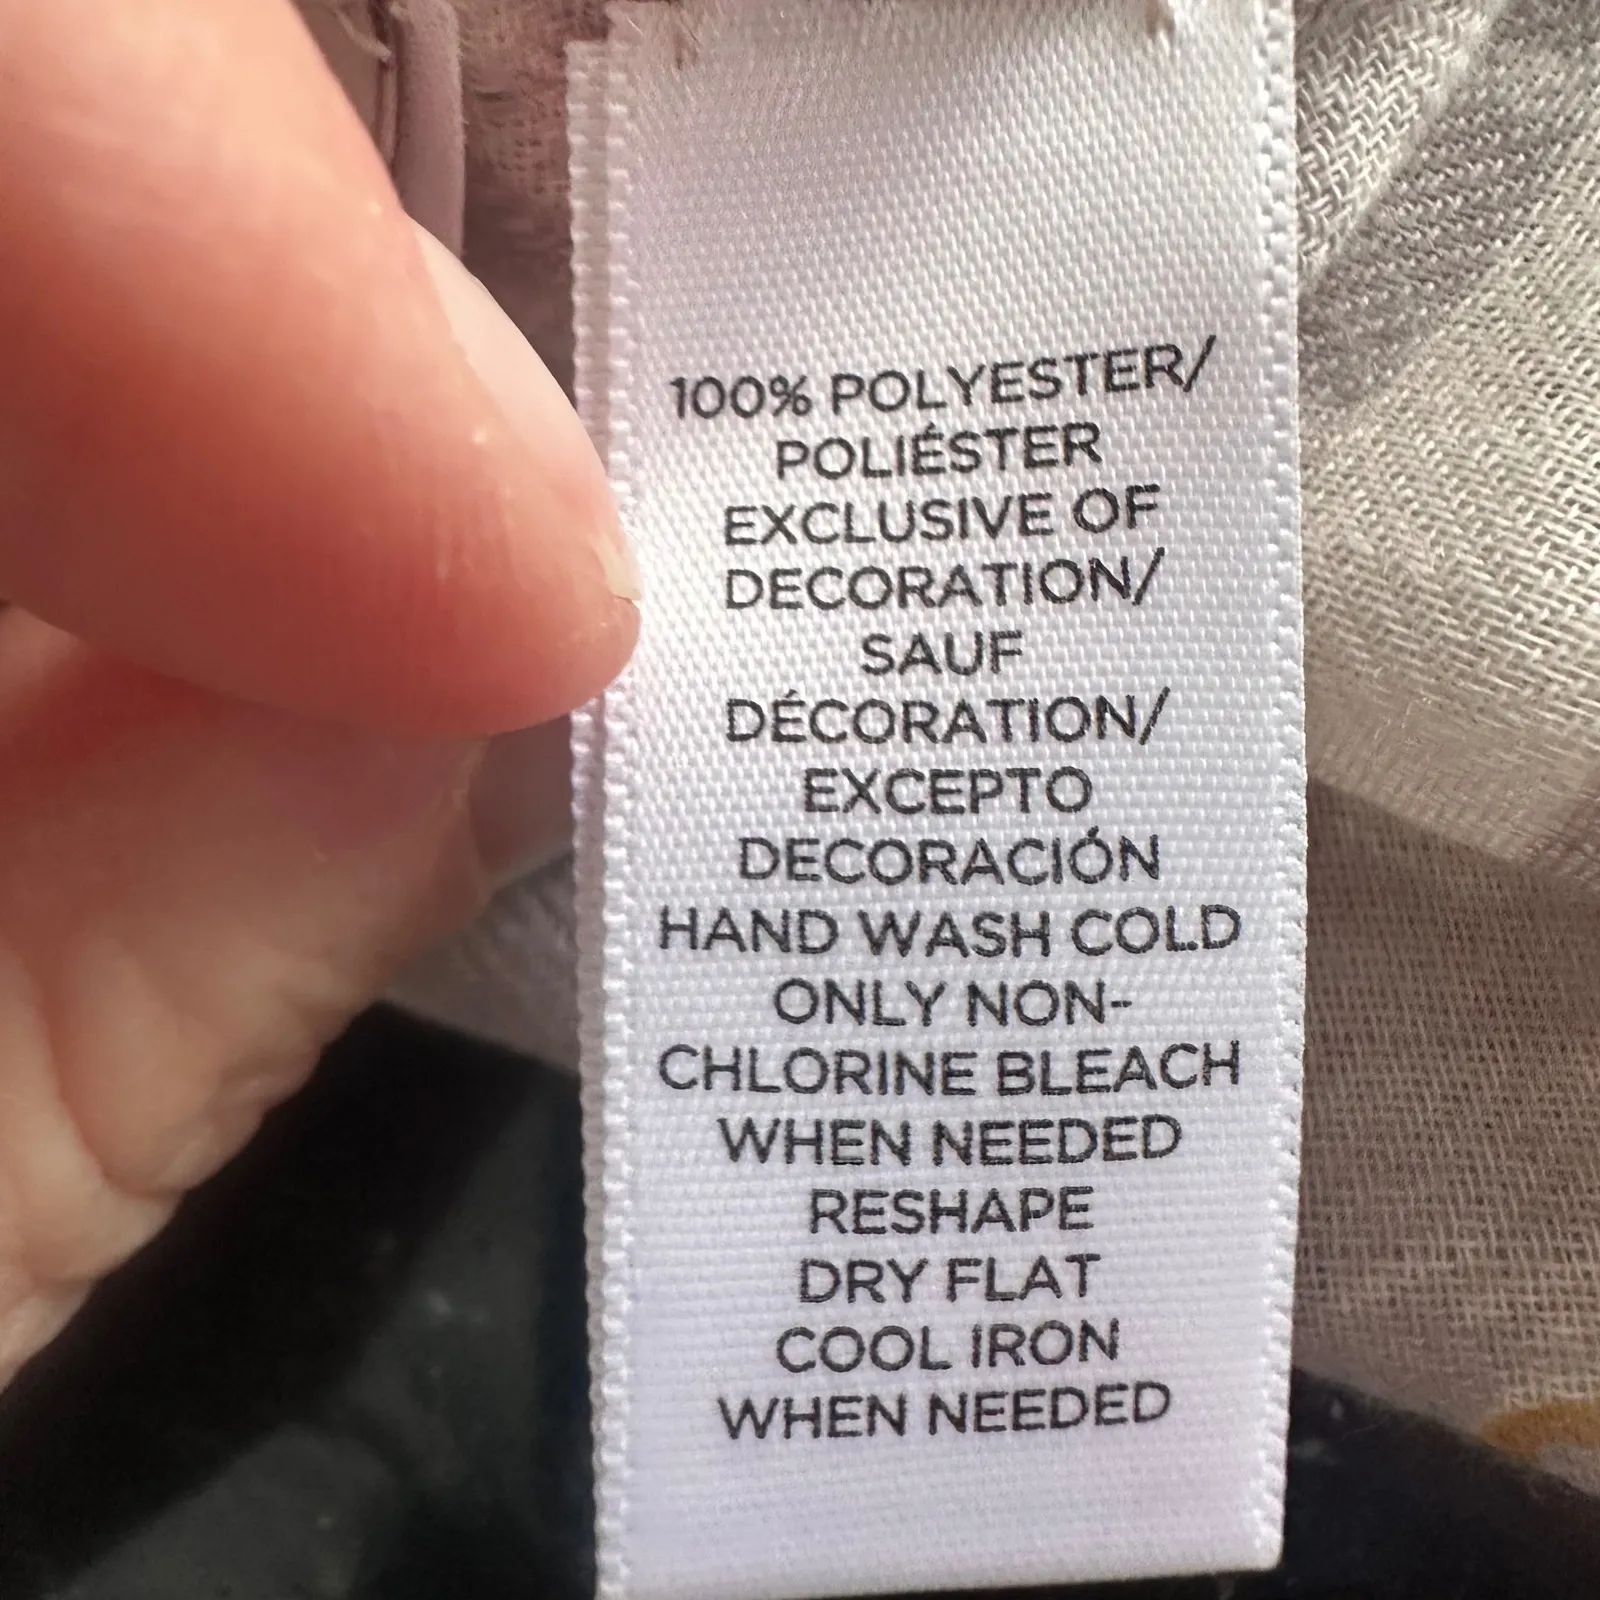 100% POLYESTER/
POLIÉSTER
EXCLUSIVE OF
DECORATION/
SAUF
DÉCORATION/
EXCEPTO
DECORACIÓN
HAND WASH COLD
ONLY NON-
CHLORINE BLEACH
WHEN NEEDED
RESHAPE
DRY FLAT
COOL IRON
WHEN NEEDED